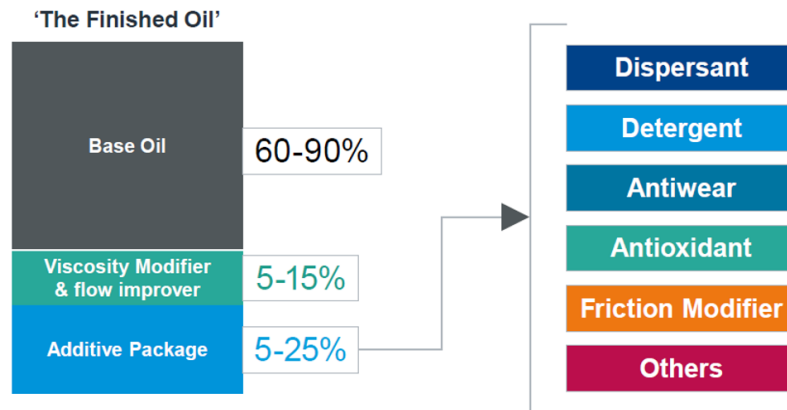 ‘The Finished Oil’
Base Oil
60-90%
Viscosity Modifier
& flow improver
5-15%
Additive Package
5-25%
Dispersant
Detergent
Antiwear
Antioxidant
Friction Modifier
Others